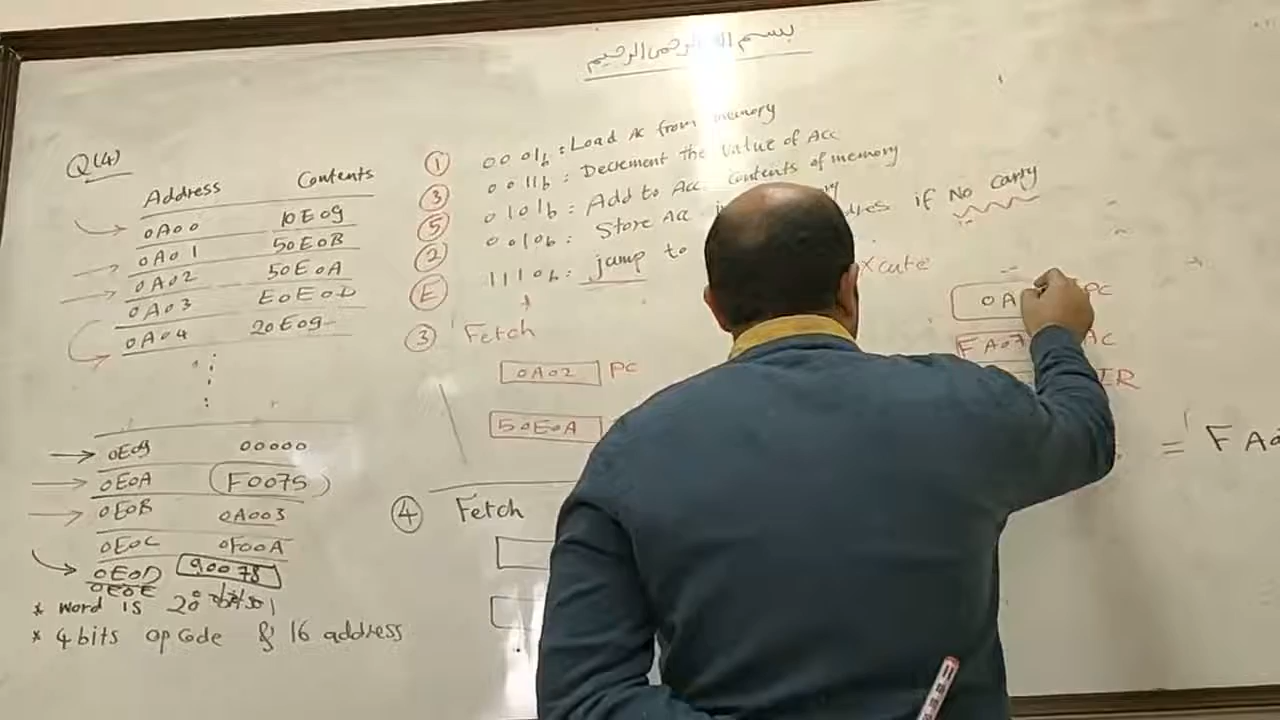 بسم الله الرحمن الرحيم
Q(4)
Address Contents
0A00 10E09
0A01 50E0B
0A02 50E0A
0A03 E0E0D
0A04 20E09
0E09 00000
0E0A F0075
0E0B 0A003
0E0C 0F00A
0E0D 90078
0E0E
* word is 20
* 4 bits opcode & 16 address
① 0001b: Load AC from memory
③ 0011b: Decrement the value of Acc
⑤ 0101b: Add to Acc. contents of memory
② 0010b: Store Acc
Ⓔ 1110b: jump to if No carry
③ Fetch
0A02 PC
50E0A
xcute
0A PC
FA07 AC
IR
= FA0
④ Fetch